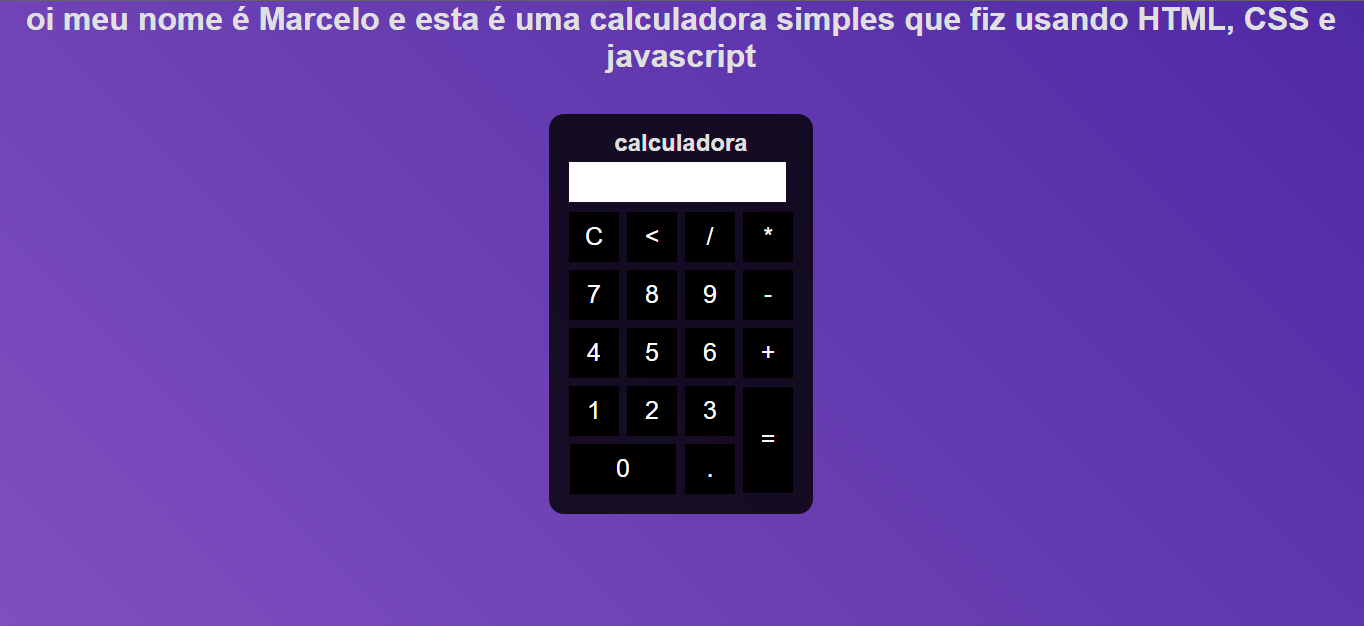 oi meu nome é Marcelo e esta é uma calculadora simples que fiz usando HTML, CSS e
javascript
calculadora
C < / *
7 8 9 -
4 5 6 +
1 2 3
=
0 .